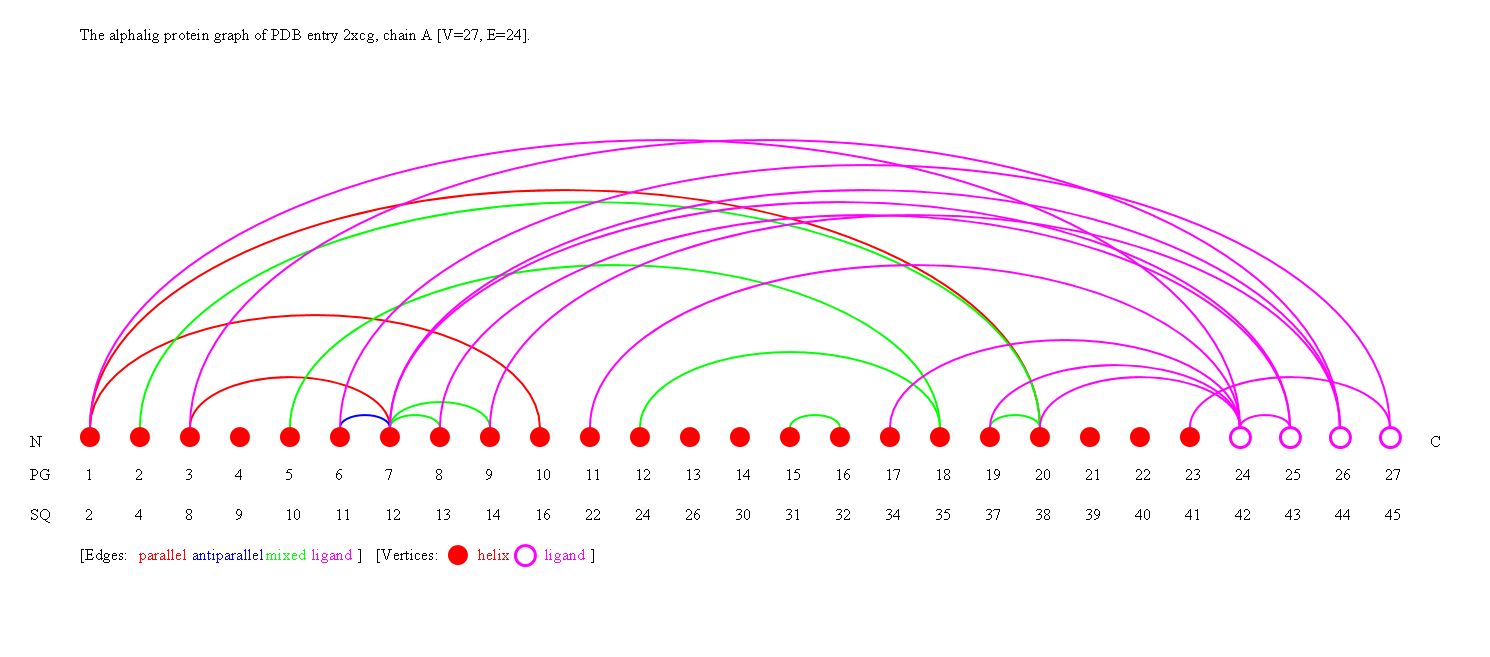 The alphalig protein graph of PDB entry 2xcg, chain A [V=27, E=24].
N C
PG 1 2 3 4 5 6 7 8 9 10 11 12 13 14 15 16 17 18 19 20 21 22 23 24 25 26 27
SQ 2 4 8 9 10 11 12 13 14 16 22 24 26 30 31 32 34 35 37 38 39 40 41 42 43 44 45
[Edges: parallel antiparallel mixed ligand ] [Vertices: helix ligand ]